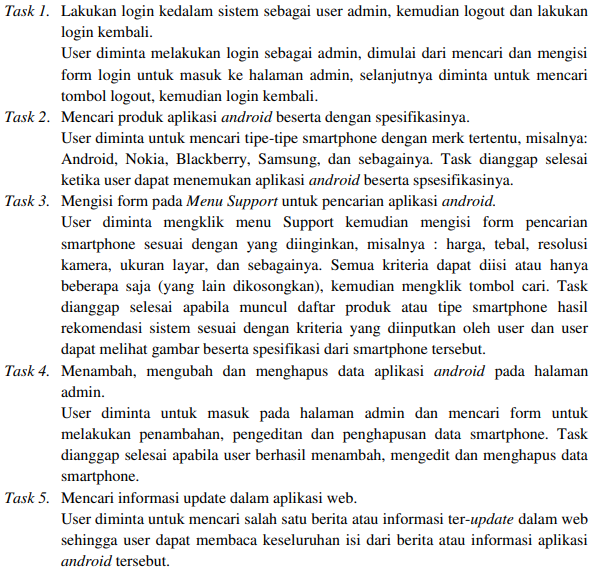 Task 1. Lakukan login kedalam sistem sebagai user admin, kemudian logout dan lakukan
login kembali.
User diminta melakukan login sebagai admin, dimulai dari mencari dan mengisi
form login untuk masuk ke halaman admin, selanjutnya diminta untuk mencari
tombol logout, kemudian login kembali.
Task 2. Mencari produk aplikasi android beserta dengan spesifikasinya.
User diminta untuk mencari tipe-tipe smartphone dengan merk tertentu, misalnya:
Android, Nokia, Blackberry, Samsung, dan sebagainya. Task dianggap selesai
ketika user dapat menemukan aplikasi android beserta spsesifikasinya.
Task 3. Mengisi form pada Menu Support untuk pencarian aplikasi android.
User diminta mengklik menu Support kemudian mengisi form pencarian
smartphone sesuai dengan yang diinginkan, misalnya : harga, tebal, resolusi
kamera, ukuran layar, dan sebagainya. Semua kriteria dapat diisi atau hanya
beberapa saja (yang lain dikosongkan), kemudian mengklik tombol cari. Task
dianggap selesai apabila muncul daftar produk atau tipe smartphone hasil
rekomendasi sistem sesuai dengan kriteria yang diinputkan oleh user dan user
dapat melihat gambar beserta spesifikasi dari smartphone tersebut.
Task 4. Menambah, mengubah dan menghapus data aplikasi android pada halaman
admin.
User diminta untuk masuk pada halaman admin dan mencari form untuk
melakukan penambahan, pengeditan dan penghapusan data smartphone. Task
dianggap selesai apabila user berhasil menambah, mengedit dan menghapus data
smartphone.
Task 5. Mencari informasi update dalam aplikasi web.
User diminta untuk mencari salah satu berita atau informasi ter-update dalam web
sehingga user dapat membaca keseluruhan isi dari berita atau informasi aplikasi
android tersebut.